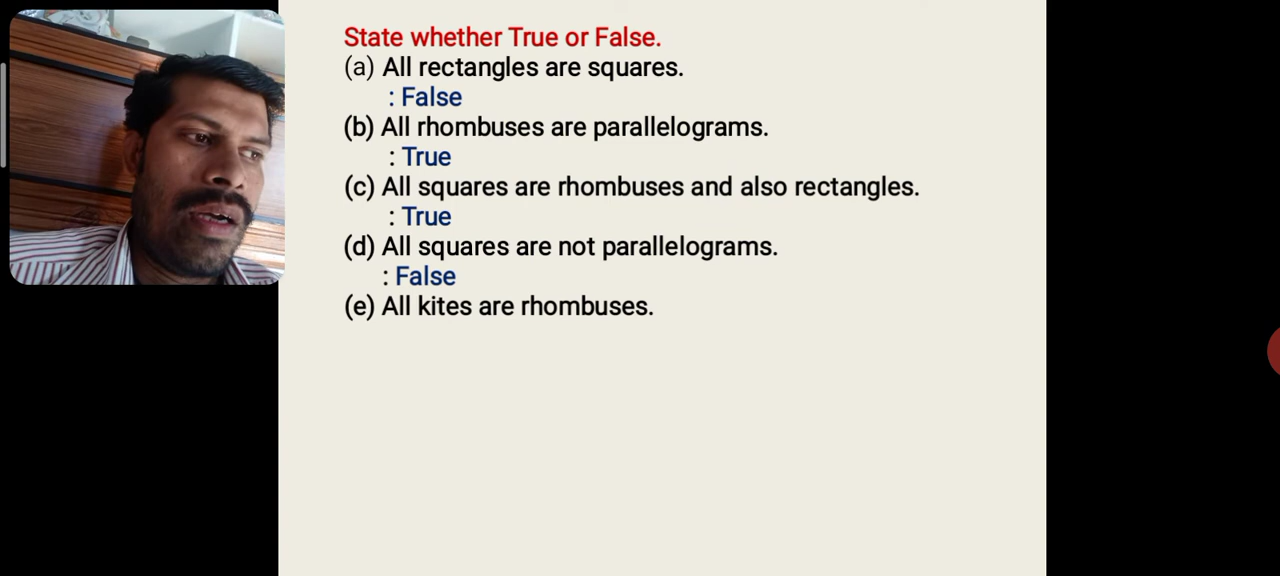 State whether True or False.
(a) All rectangles are squares.
: False
(b) All rhombuses are parallelograms.
: True
(c) All squares are rhombuses and also rectangles.
: True
(d) All squares are not parallelograms.
: False
(e) All kites are rhombuses.